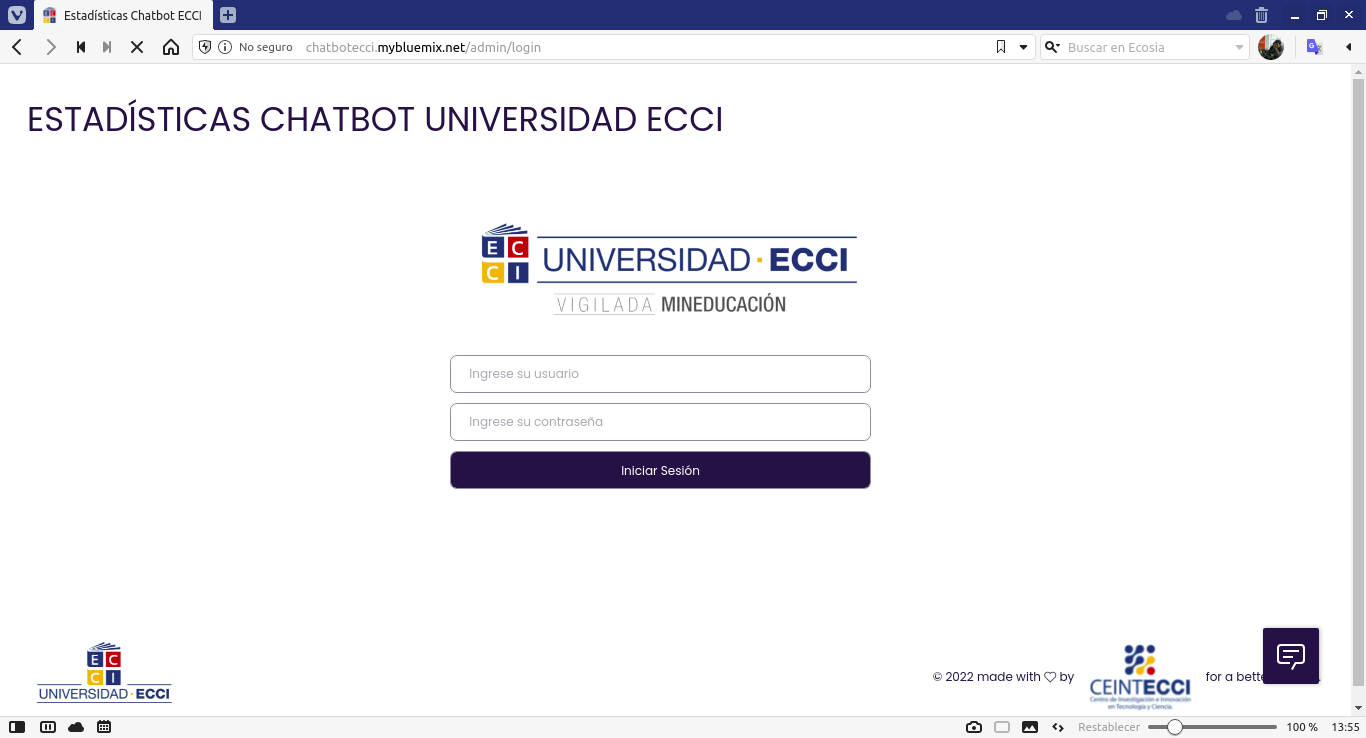 Estadísticas Chatbot ECCI
No seguro
chatbotecci.mybluemix.net/admin/login
Buscar en Ecosia
ESTADÍSTICAS CHATBOT UNIVERSIDAD ECCI
E C
C I
UNIVERSIDAD · ECCI
VIGILADA MINEDUCACIÓN
Ingrese su usuario
Ingrese su contraseña
Iniciar Sesión
E C
C I
UNIVERSIDAD · ECCI
© 2022 made with ♡ by
CEINTECCI
Centro de Investigación e Innovación
en Tecnología y Ciencia.
for a
Restablecer
100 %
13:55